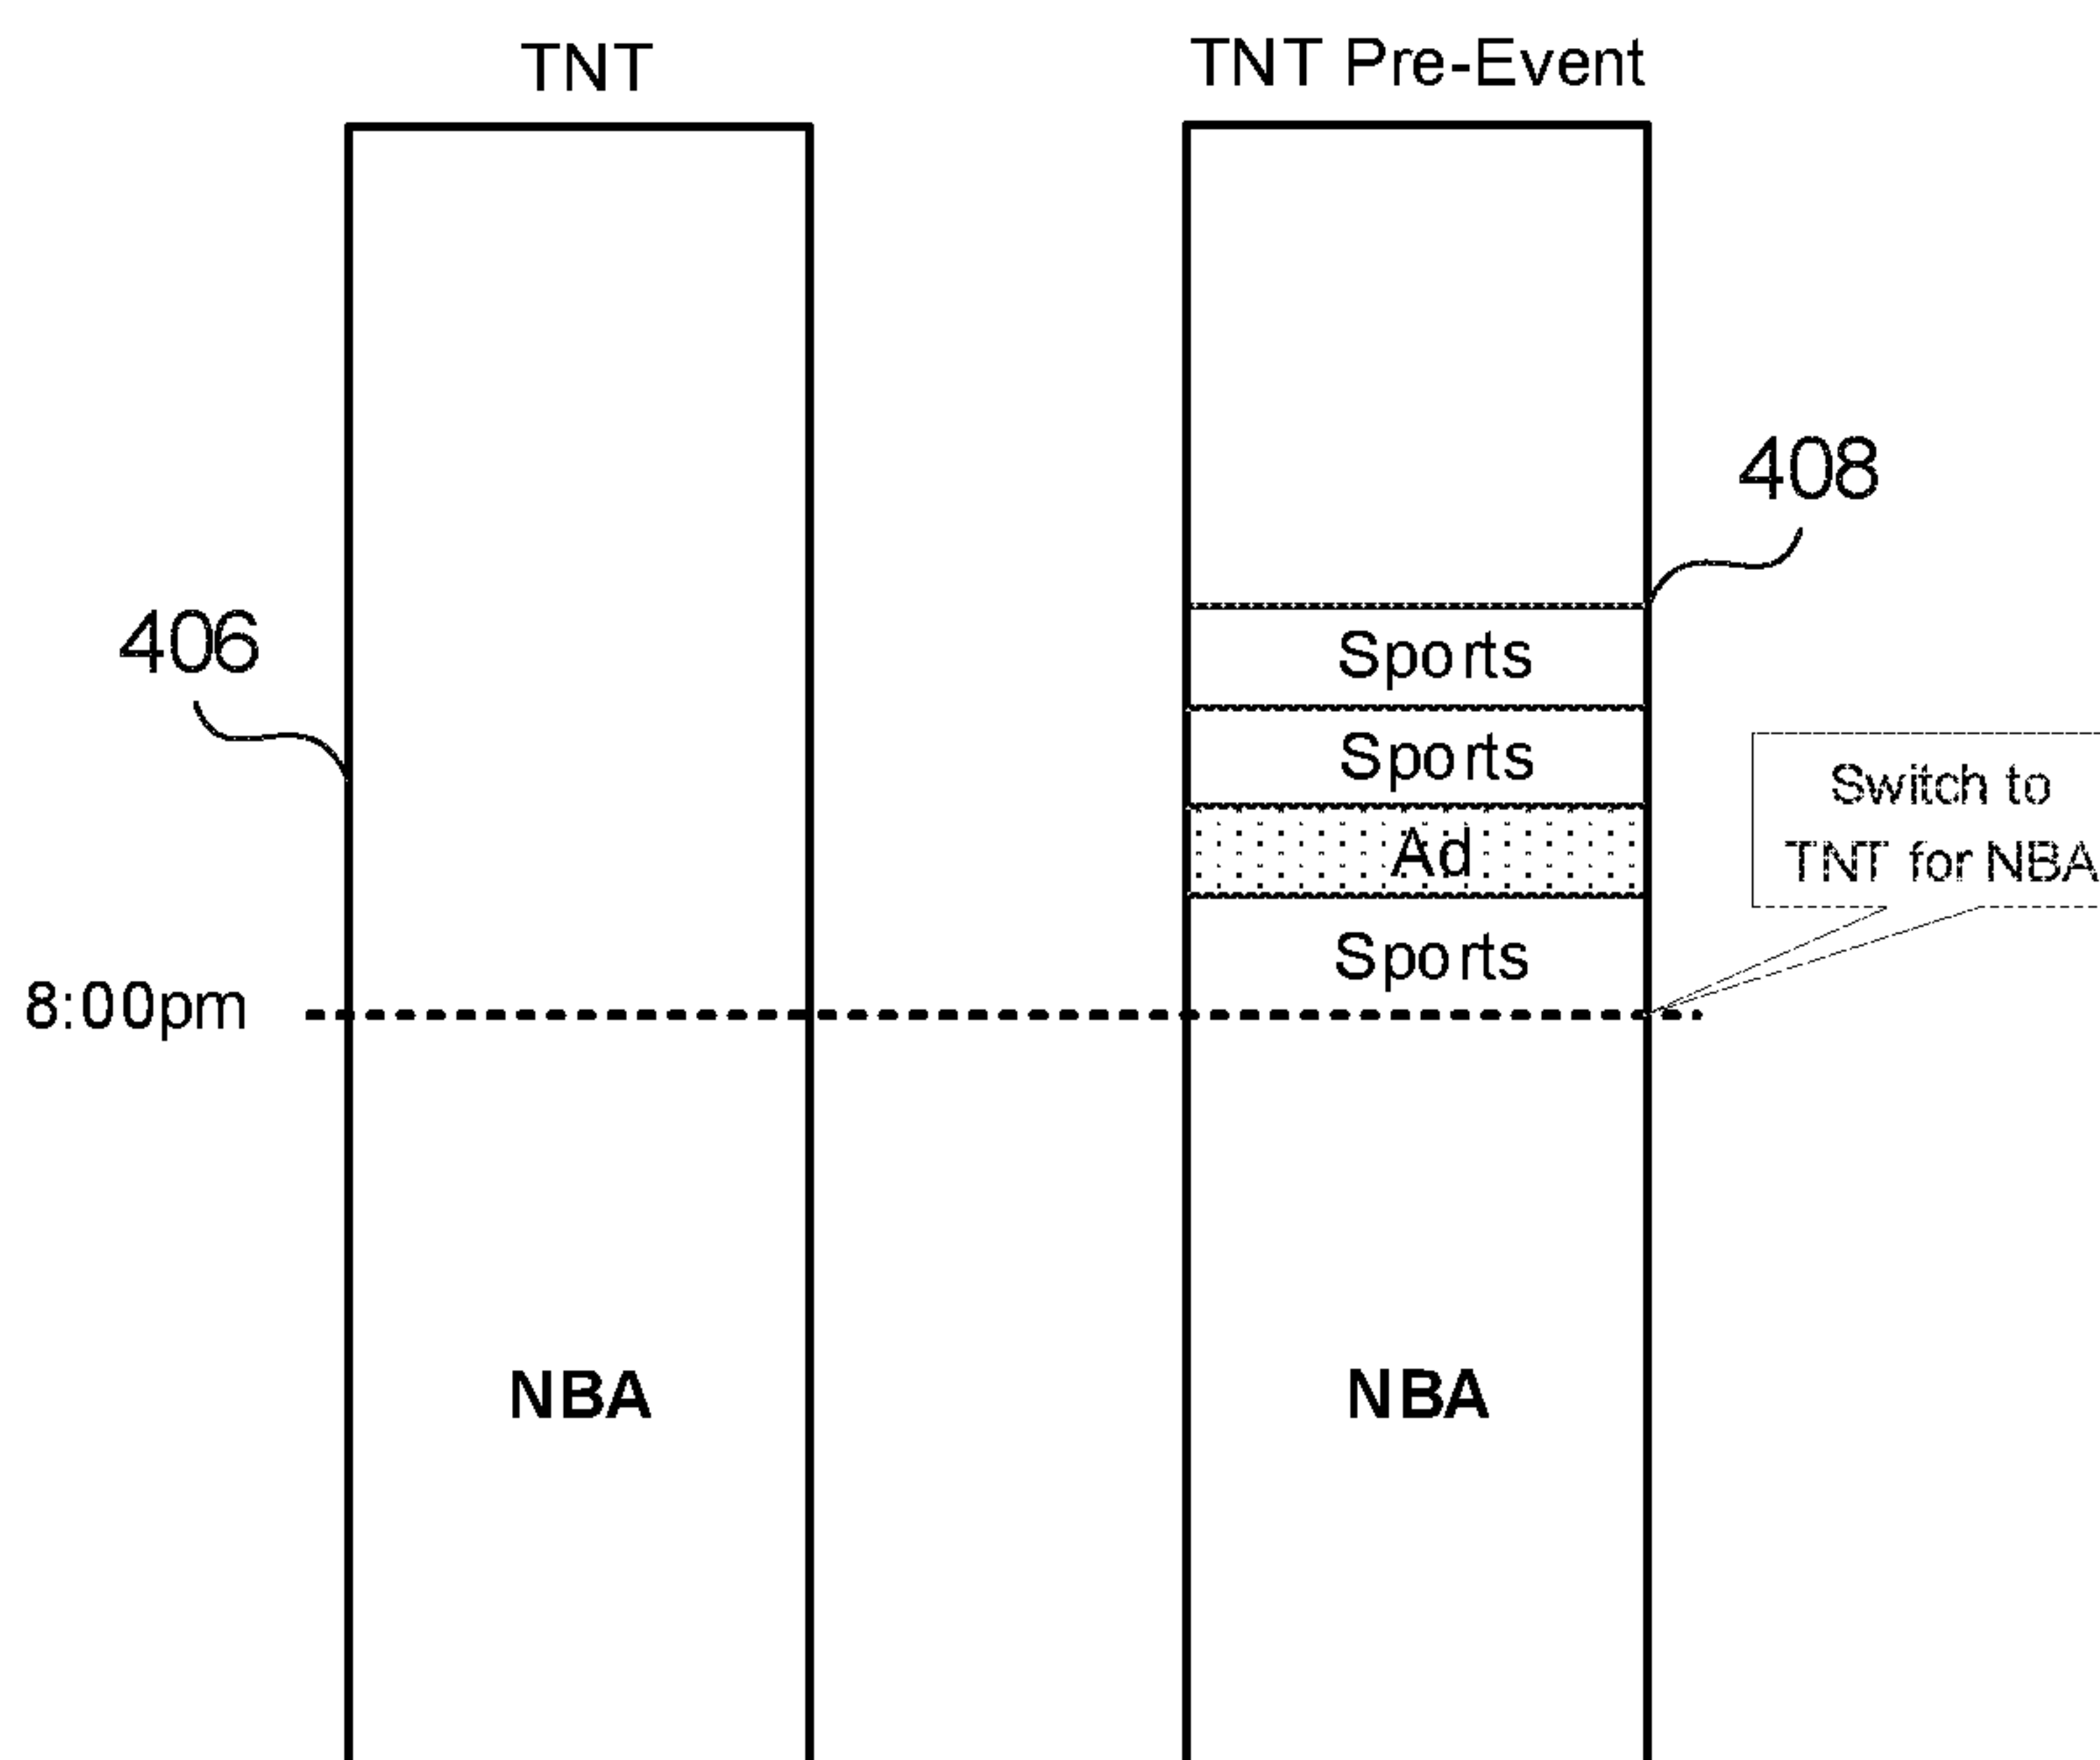 TNT
TNT Pre-Event
408
406
Sports
Sports
Switch to
TNT for NBA
Ad
Sports
8:00pm
NBA
NBA